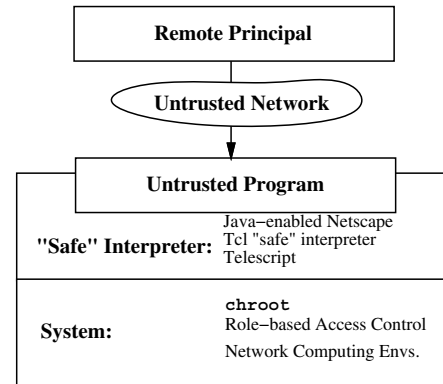 Remote Principal
Untrusted Network
Untrusted Program
"Safe" Interpreter:
Java−enabled Netscape
Tcl "safe" interpreter
Telescript
System:
chroot
Role−based Access Control
Network Computing Envs.